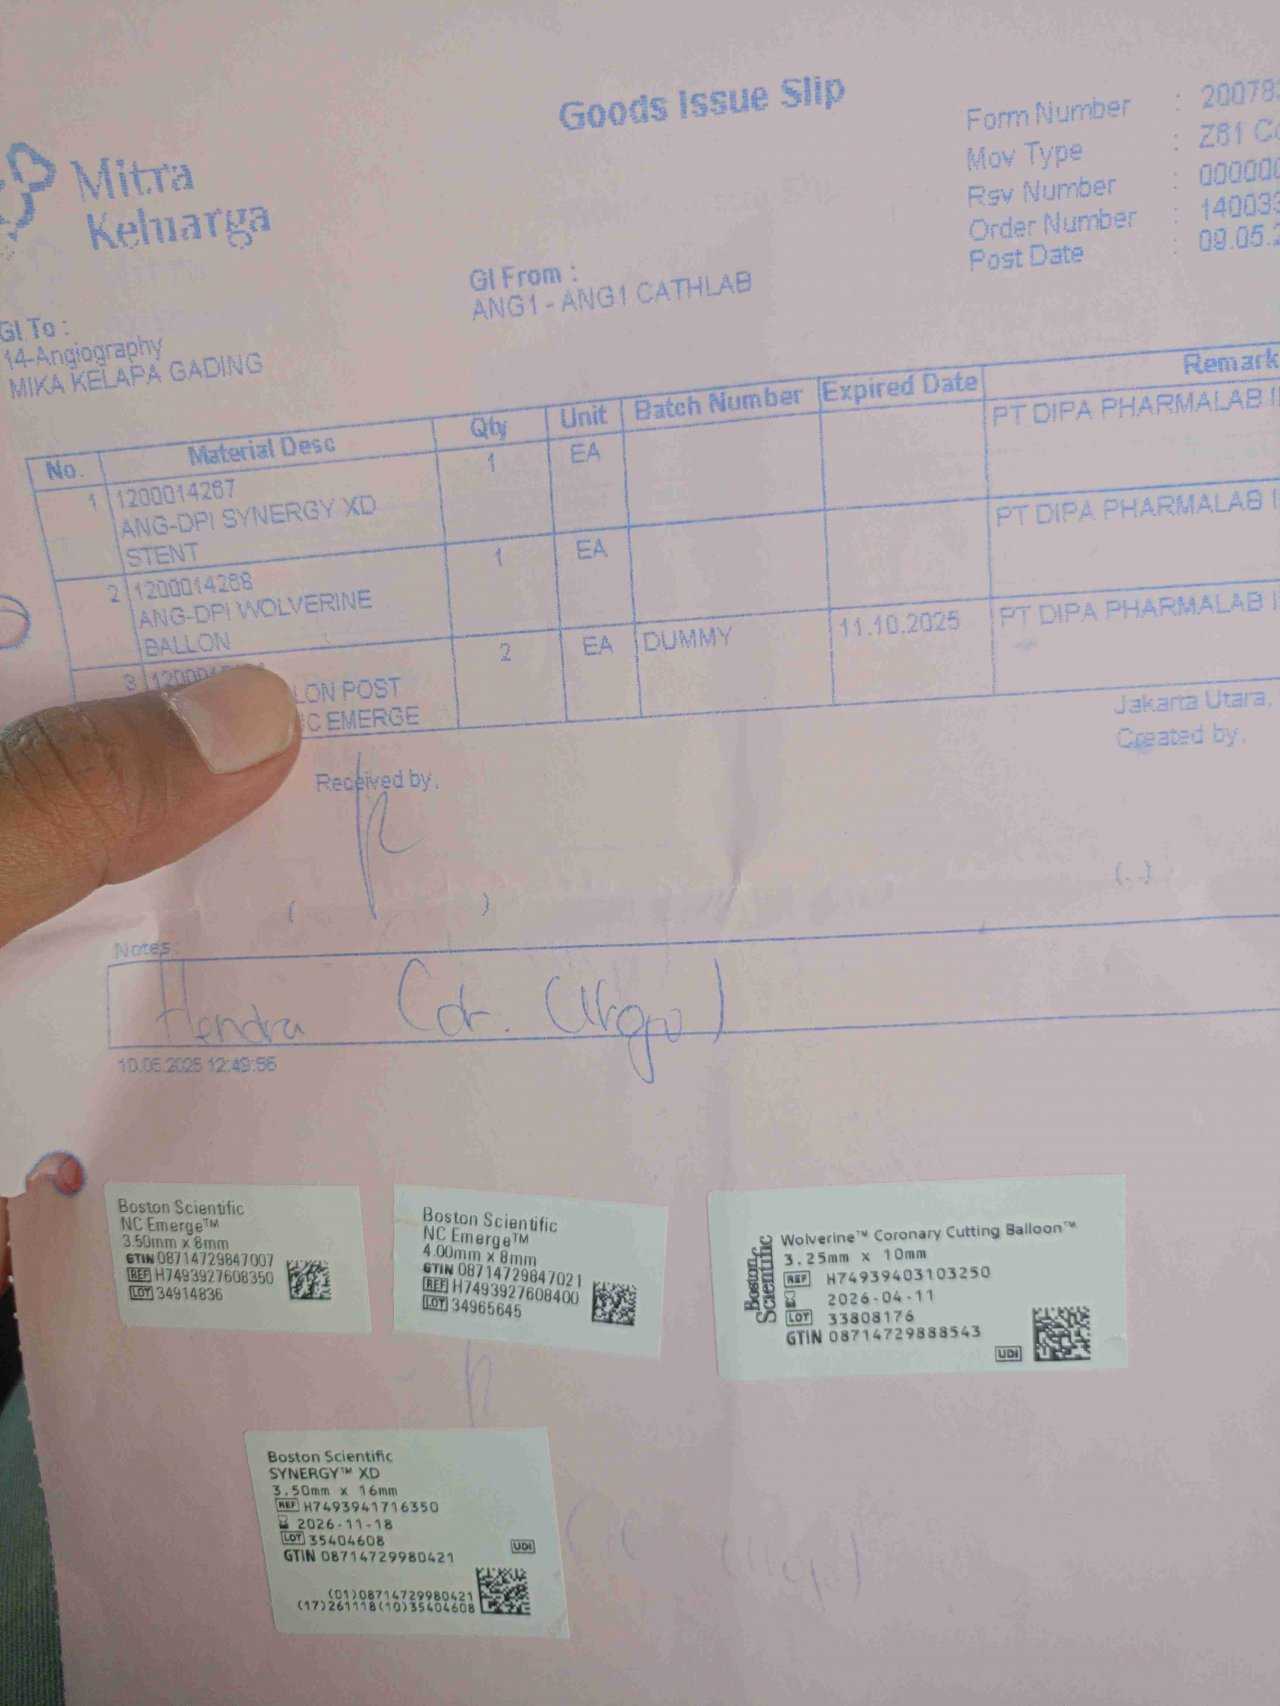 Goods Issue Slip
Mitra
Keluarga
Form Number :
Mov Type : Z61
Rsv Number :
Order Number :
Post Date : 09.05.
GI From :
ANG1 - ANG1 CATHLAB
GI To :
14-Angiography
MIKA KELAPA GADING
No. Material Desc Qty Unit Batch Number Expired Date Remark
1 1200014267 1 EA PT DIPA PHARMALAB
ANG-DPI SYNERGY XD
STENT
2 1200014268 1 EA PT DIPA PHARMALAB
ANG-DPI WOLVERINE
BALLON
3 2 EA DUMMY 11.10.2025 PT DIPA PHARMALAB
POST
EMERGE
Jakarta Utara,
Created by,
Received by,
( )
(..)
Notes:
Hendra (dr.
10.05.2025 12:49:56
Boston Scientific
NC Emerge™
3.50mm x 8mm
GTIN 08714729847007
REF H7493927608350
LOT 34914836
Boston Scientific
NC Emerge™
4.00mm x 8mm
GTIN 08714729847021
REF H7493927608400
LOT 34965645
Boston Scientific
Wolverine™ Coronary Cutting Balloon™
3.25mm x 10mm
REF H74939403103250
2026-04-11
LOT 33808176
GTIN 08714729888543
UDI
Boston Scientific
SYNERGY™ XD
3.50mm x 16mm
REF H7493941716350
2026-11-18
LOT 35404608
UDI
GTIN 08714729980421
(01)08714729980421
(17)261118(10)35404608